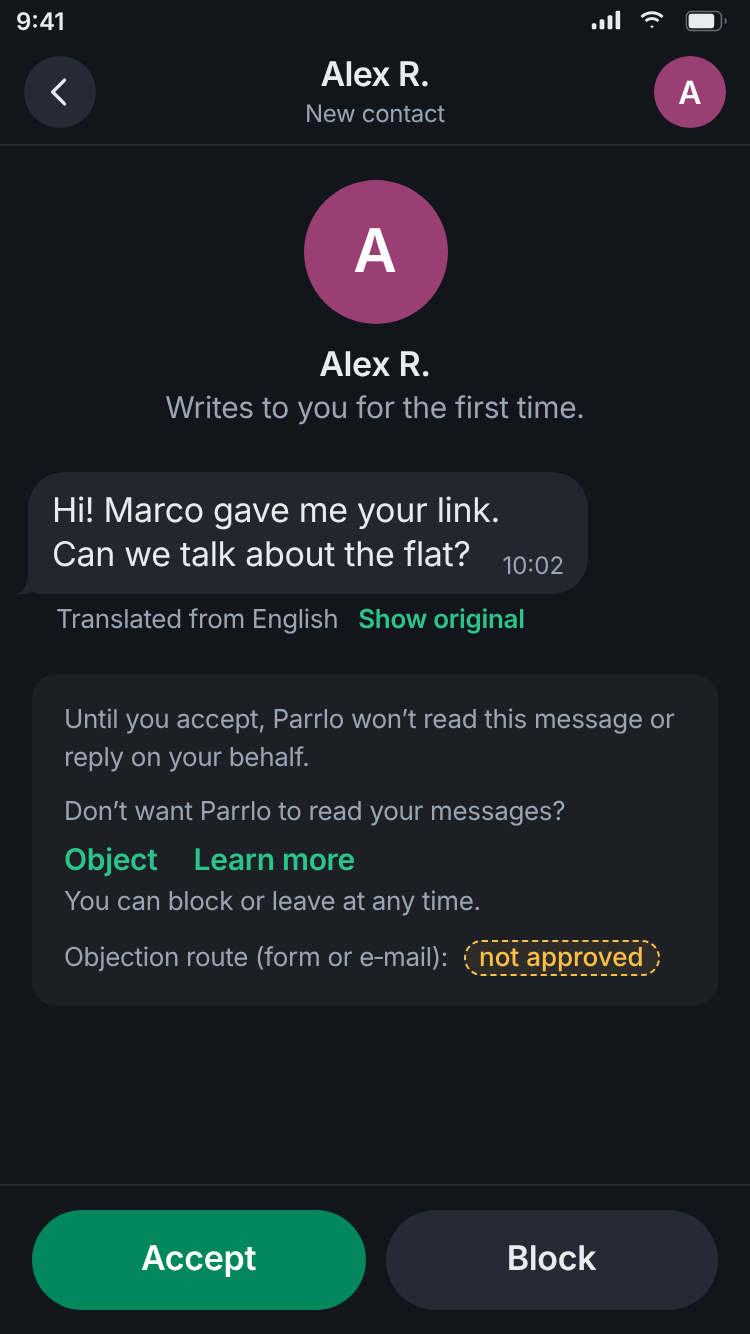 9:41
Alex R.
New contact
A
A
Alex R.
Writes to you for the first time.
Hi! Marco gave me your link.
Can we talk about the flat? 10:02
Translated from English Show original
Until you accept, Parrlo won’t read this message or
reply on your behalf.
Don’t want Parrlo to read your messages?
Object Learn more
You can block or leave at any time.
Objection route (form or e-mail): not approved
Accept Block